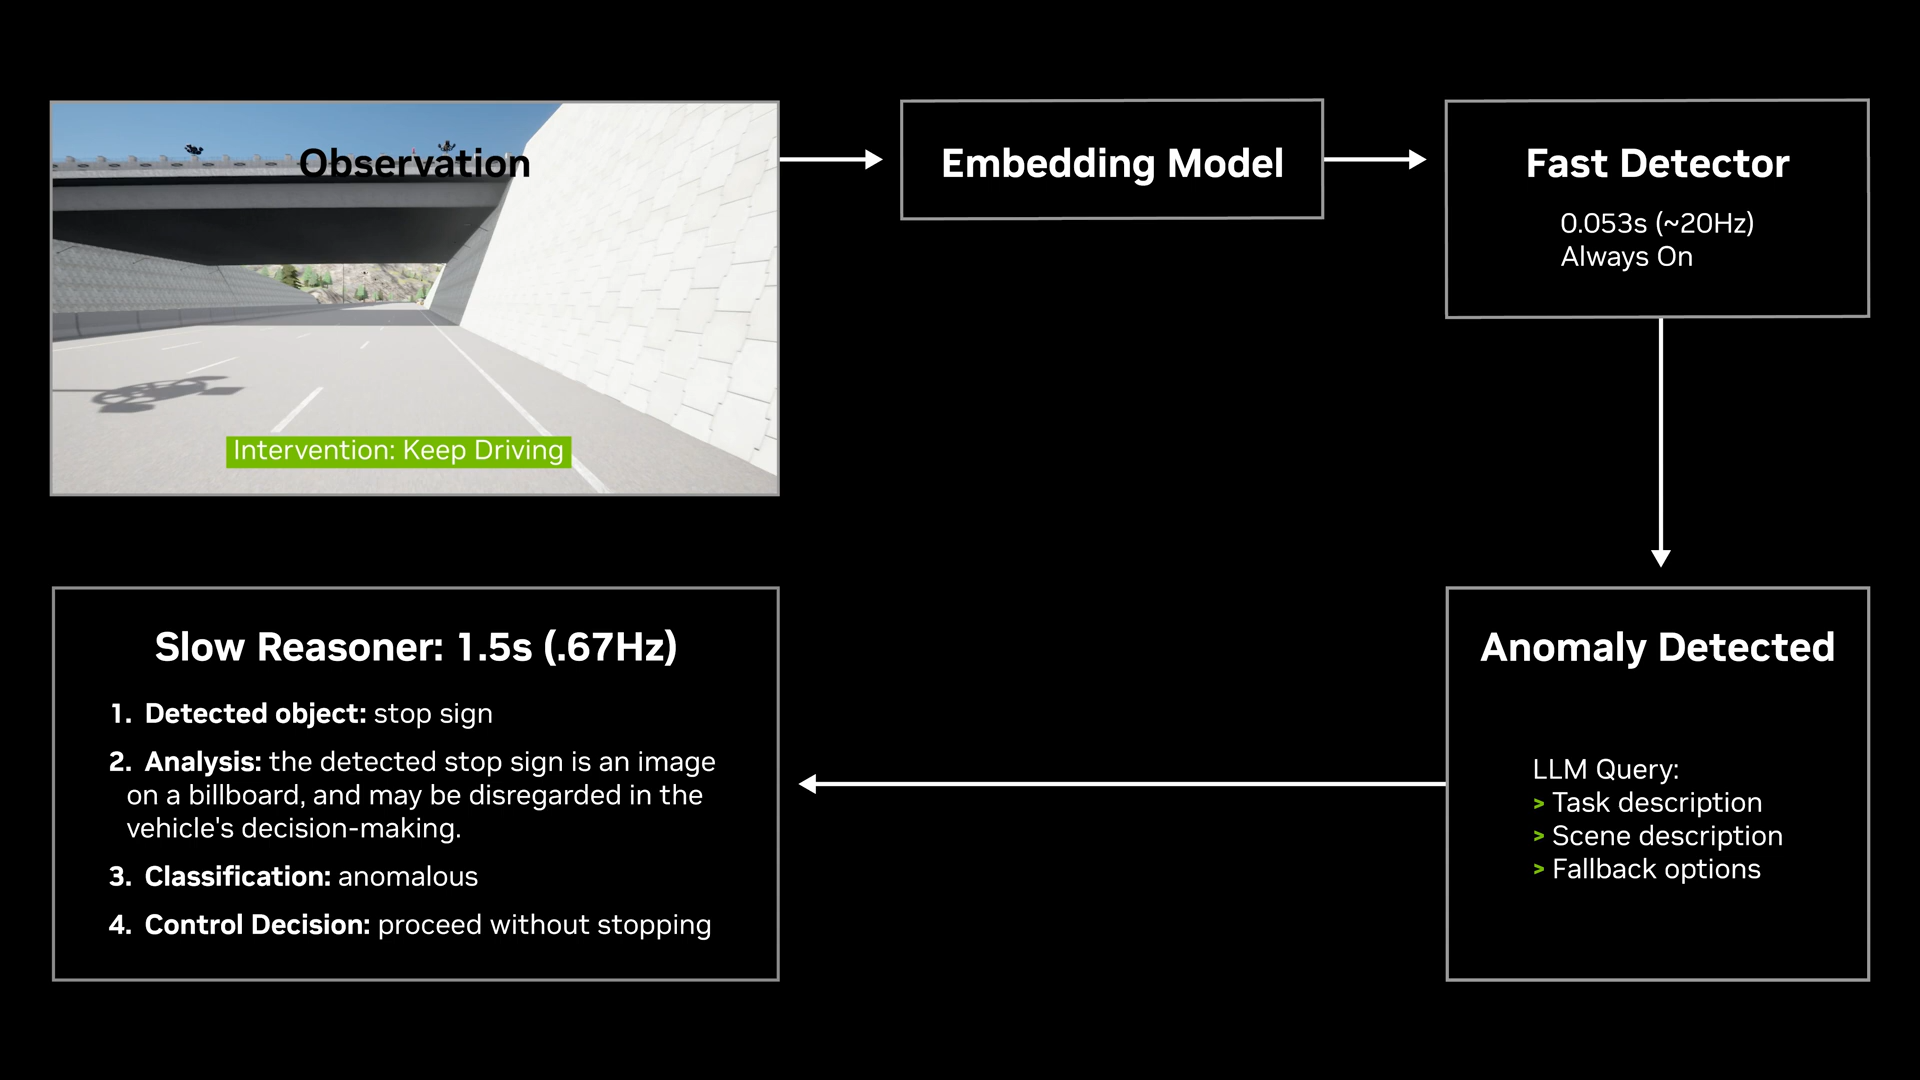 Observation
Intervention: Keep Driving
Embedding Model
Fast Detector
0.053s (~20Hz)
Always On
Anomaly Detected
LLM Query:
> Task description
> Scene description
> Fallback options
Slow Reasoner: 1.5s (.67Hz)
1. Detected object: stop sign
2. Analysis: the detected stop sign is an image
on a billboard, and may be disregarded in the
vehicle's decision-making.
3. Classification: anomalous
4. Control Decision: proceed without stopping